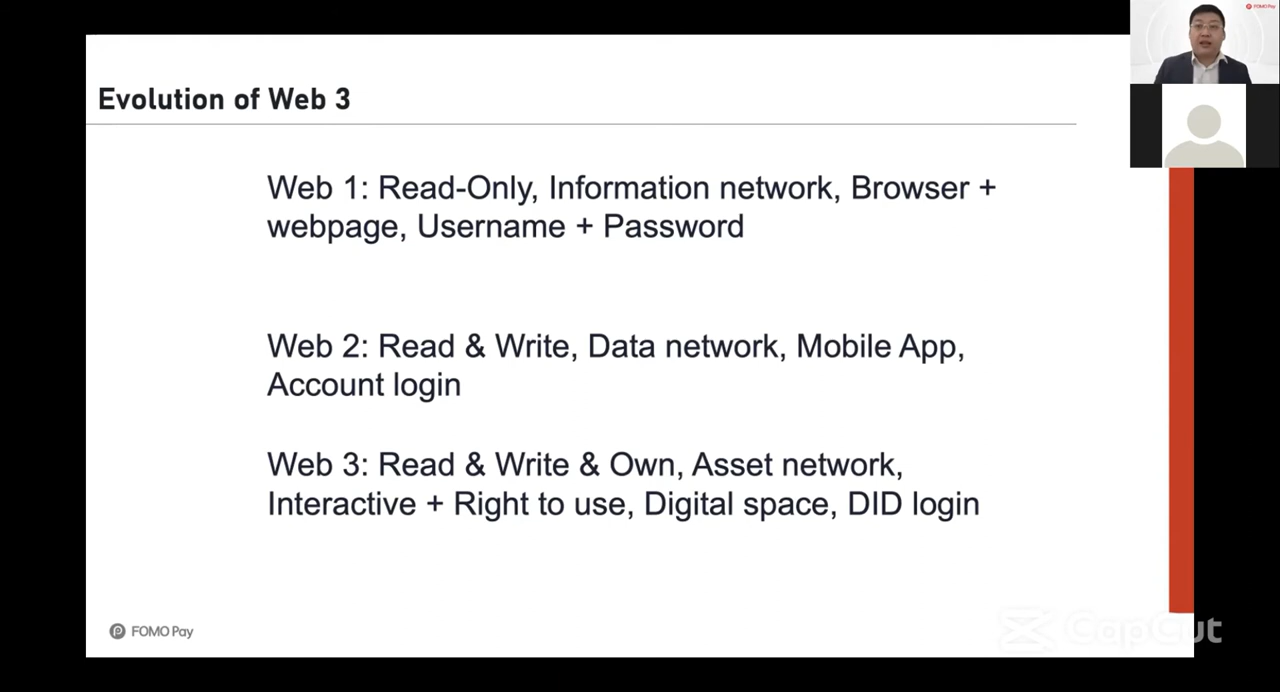 FOMO Pay
Evolution of Web 3
Web 1: Read-Only, Information network, Browser +
webpage, Username + Password
Web 2: Read & Write, Data network, Mobile App,
Account login
Web 3: Read & Write & Own, Asset network,
Interactive + Right to use, Digital space, DID login
FOMO Pay
CapCut